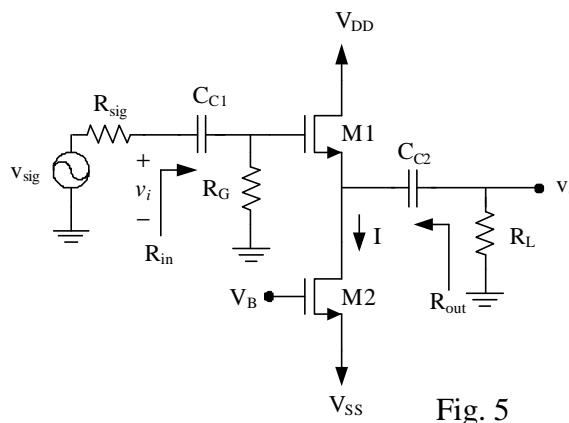 V_DD
R_sig
C_C1
M1
C_C2
v_sig
+
v_i
−
R_G
v
I
R_L
R_in
V_B
M2
R_out
V_SS
Fig. 5